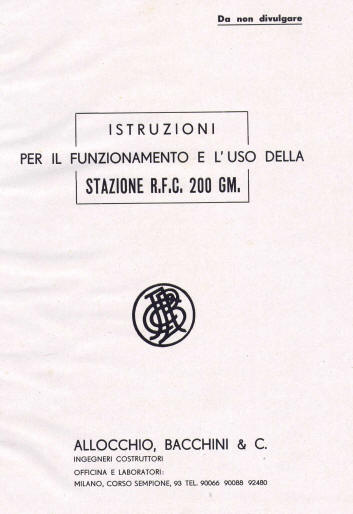 Da non divulgare
ISTRUZIONI
PER IL FUNZIONAMENTO E L'USO DELLA
STAZIONE R.F.C. 200 GM.
ALLOCCHIO, BACCHINI & C.
INGEGNERI COSTRUTTORI
OFFICINA E LABORATORI:
MILANO, CORSO SEMPIONE, 93 TEL. 90066 90088 92480